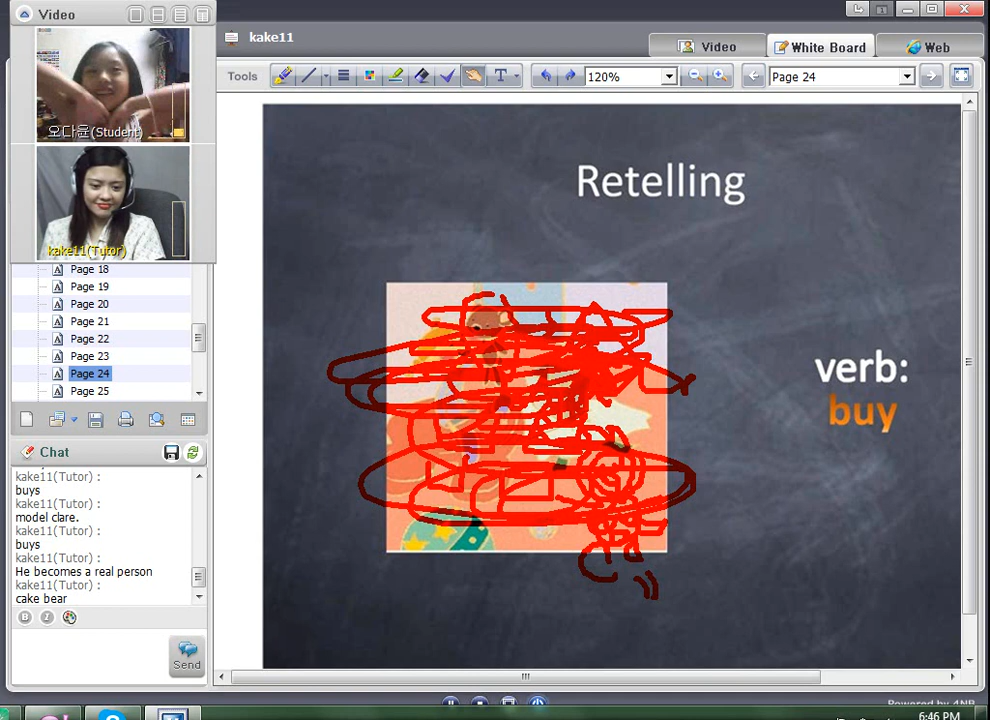 Video
kake11
Video
White Board
Web
Tools
T
120%
Page 24
오다윤(Student)
kake11(Tutor)
Page 18
Page 19
Page 20
Page 21
Page 22
Page 23
Page 24
Page 25
Retelling
verb:
buy
Chat
kake11(Tutor) :
buys
kake11(Tutor) :
model clare.
kake11(Tutor) :
buys
kake11(Tutor) :
He becomes a real person
kake11(Tutor) :
cake bear
B
I
Send
Powered by 4NB
6:46 PM